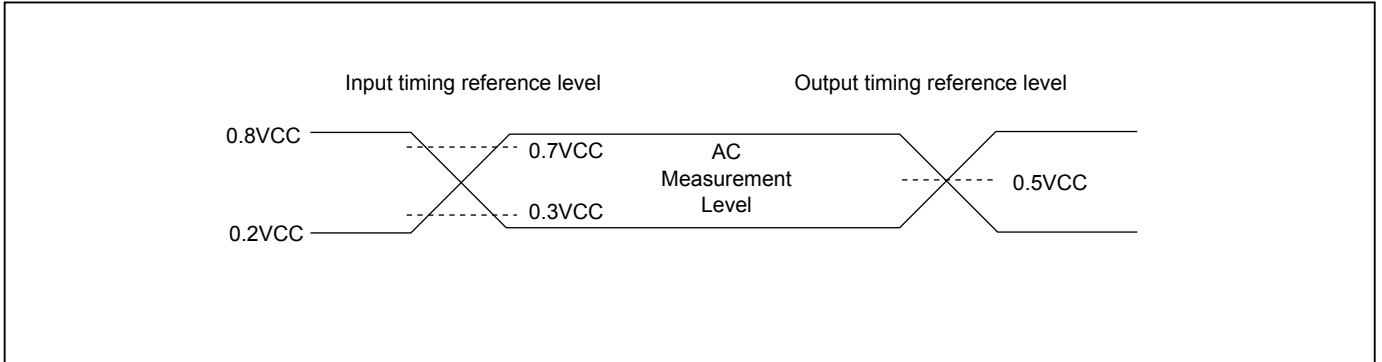 Input timing reference level
Output timing reference level
0.8VCC
0.7VCC
AC
Measurement
Level
0.5VCC
0.3VCC
0.2VCC